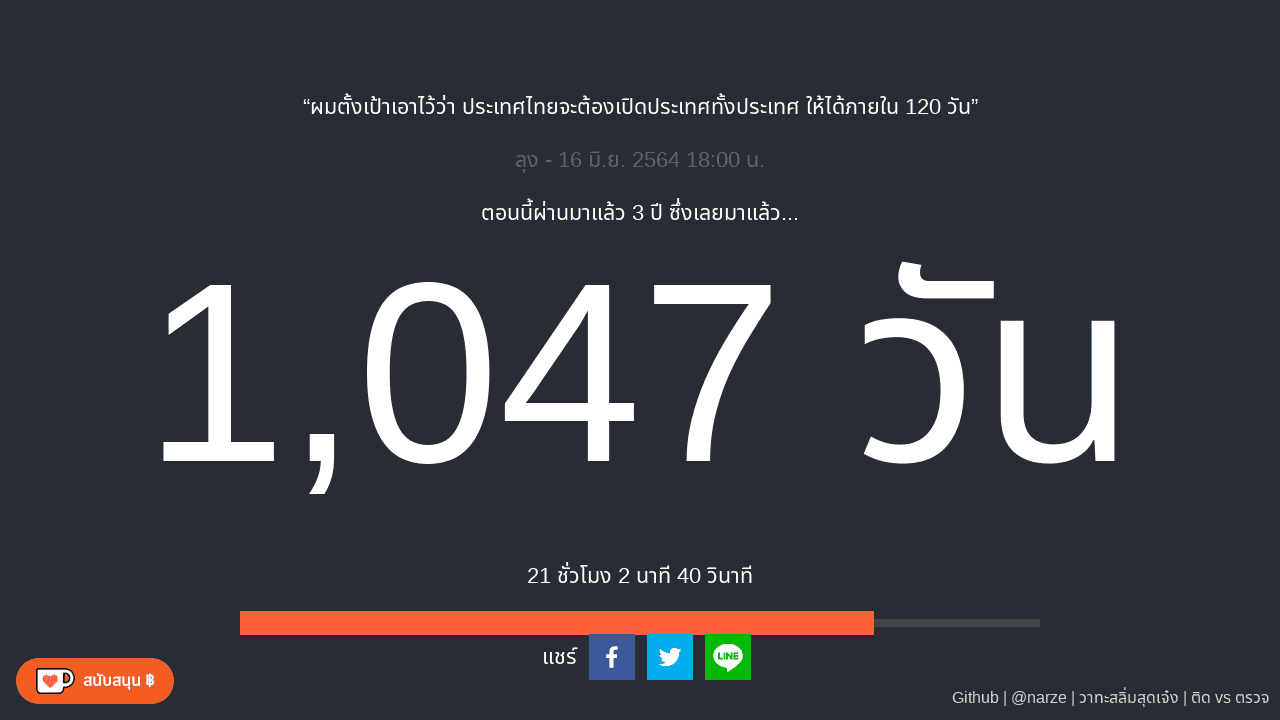 “ผมตั้งเป้าเอาไว้ว่า ประเทศไทยจะต้องเปิดประเทศทั้งประเทศ ให้ได้ภายใน 120 วัน”
ลุง - 16 มิ.ย. 2564 18:00 น.
ตอนนี้ผ่านมาแล้ว 3 ปี ซึ่งเลยมาแล้ว...
1,047 วัน
21 ชั่วโมง 2 นาที 40 วินาที
แชร์
LINE
สนับสนุน ฿
Github | @narze | วาทะสลิ่มสุดเจ๋ง | ติด vs ตรวจ